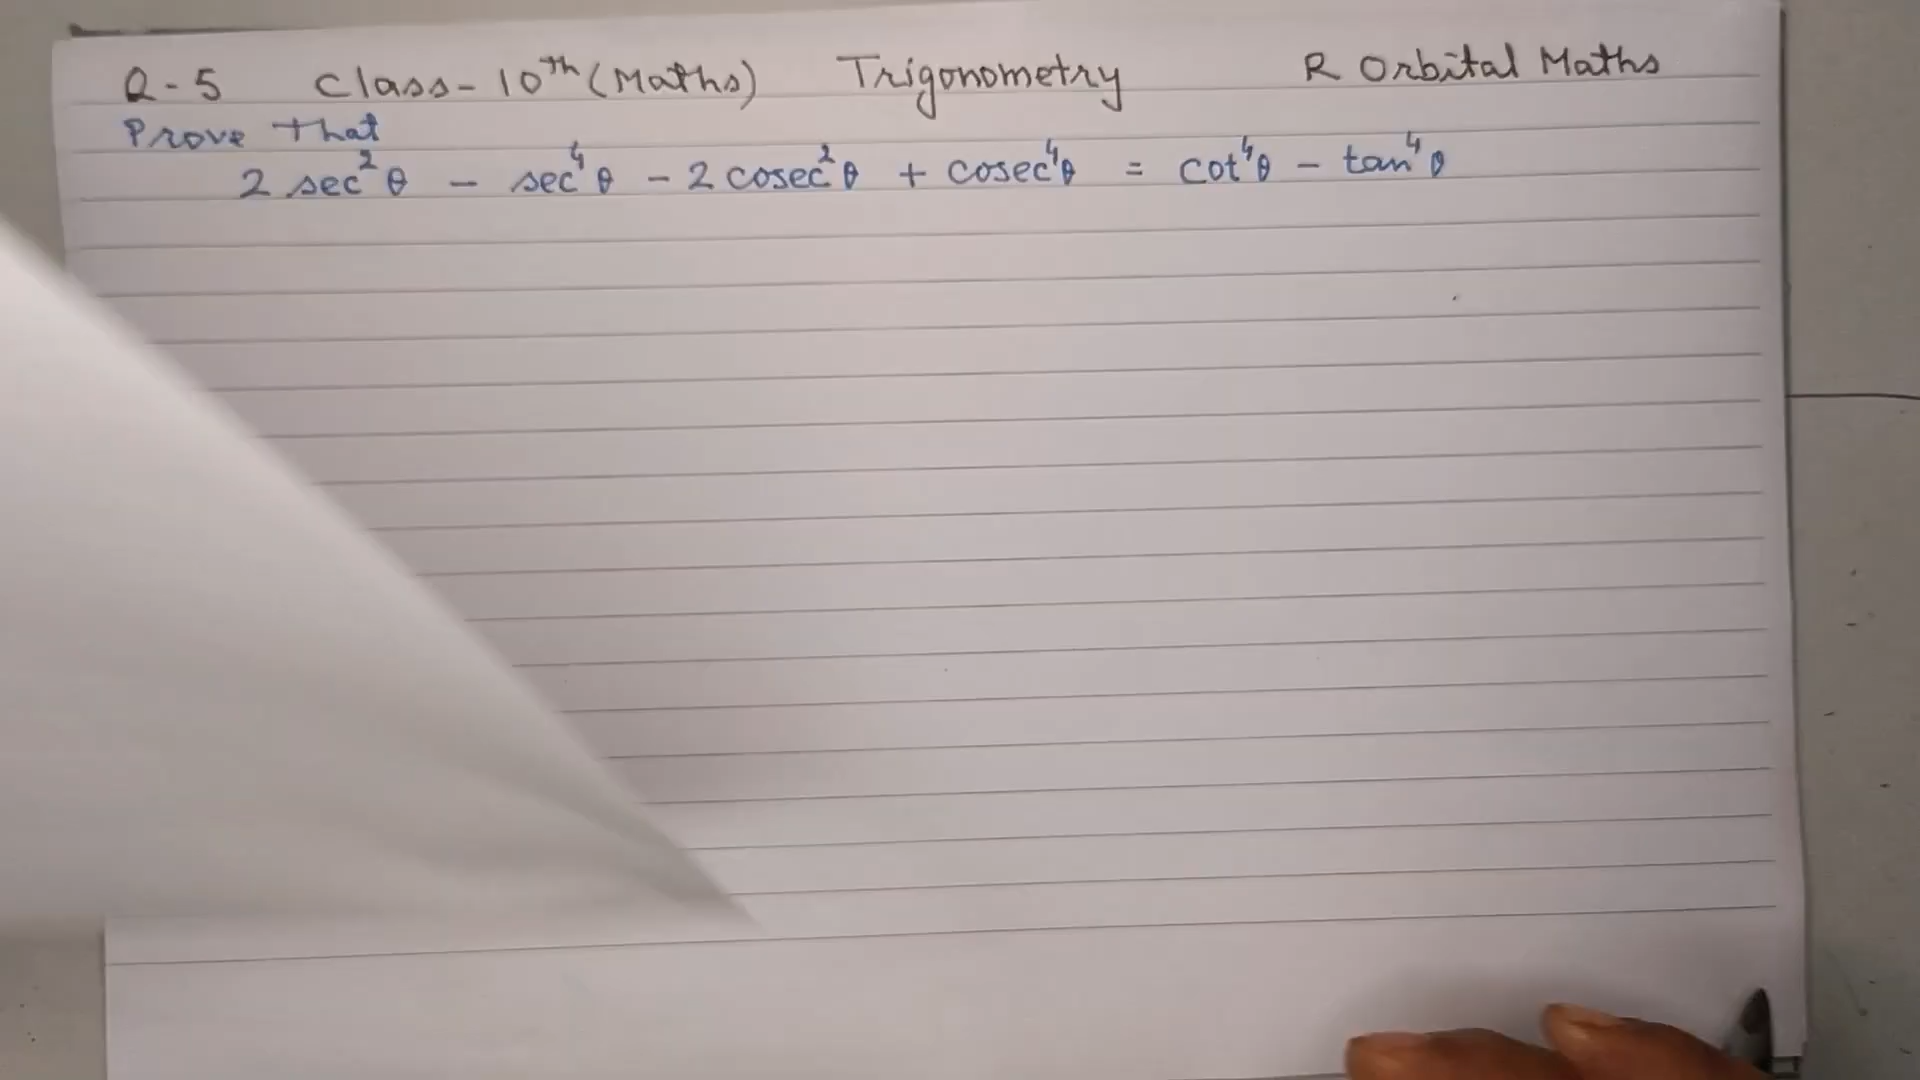 Q-5 Class-10th (Maths) Trigonometry R Orbital Maths
Prove that
2 sec²θ - sec⁴θ - 2 cosec²θ + cosec⁴θ = cot⁴θ - tan⁴θ